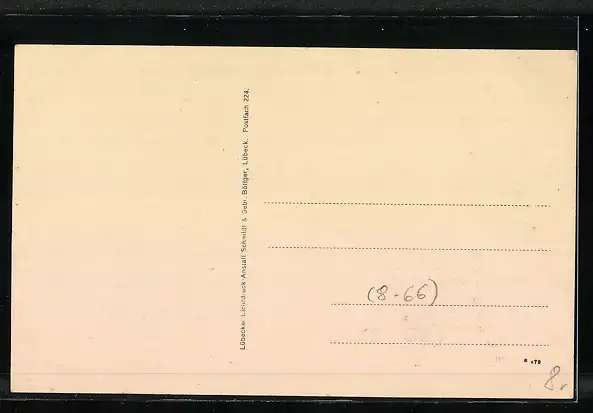 Lübecker Lichtdruck-Anstalt Schmidt & Gebr. Böttger, Lübeck. Postfach 224.
(8-66)
8.